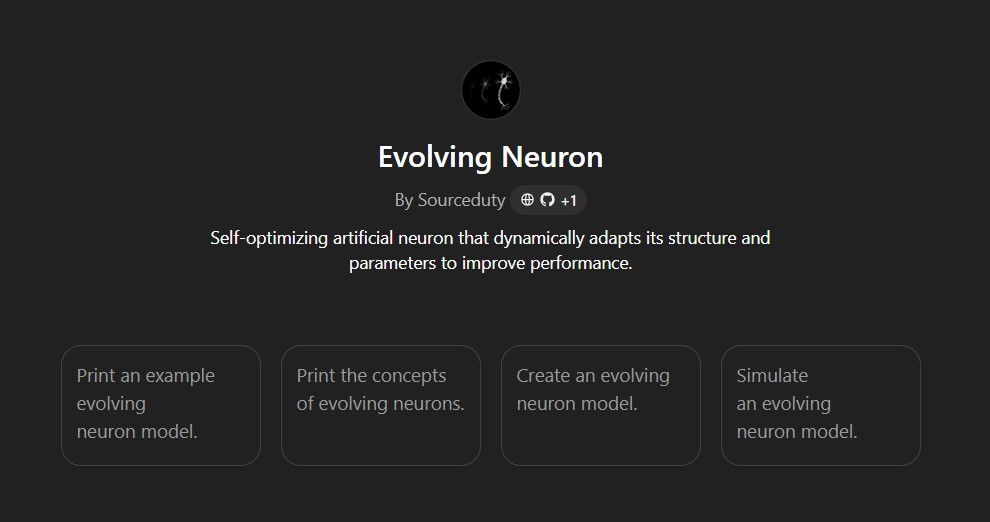 Evolving Neuron
By Sourceduty +1
Self-optimizing artificial neuron that dynamically adapts its structure and
parameters to improve performance.
Print an example
evolving
neuron model.
Print the concepts
of evolving neurons.
Create an evolving
neuron model.
Simulate
an evolving
neuron model.